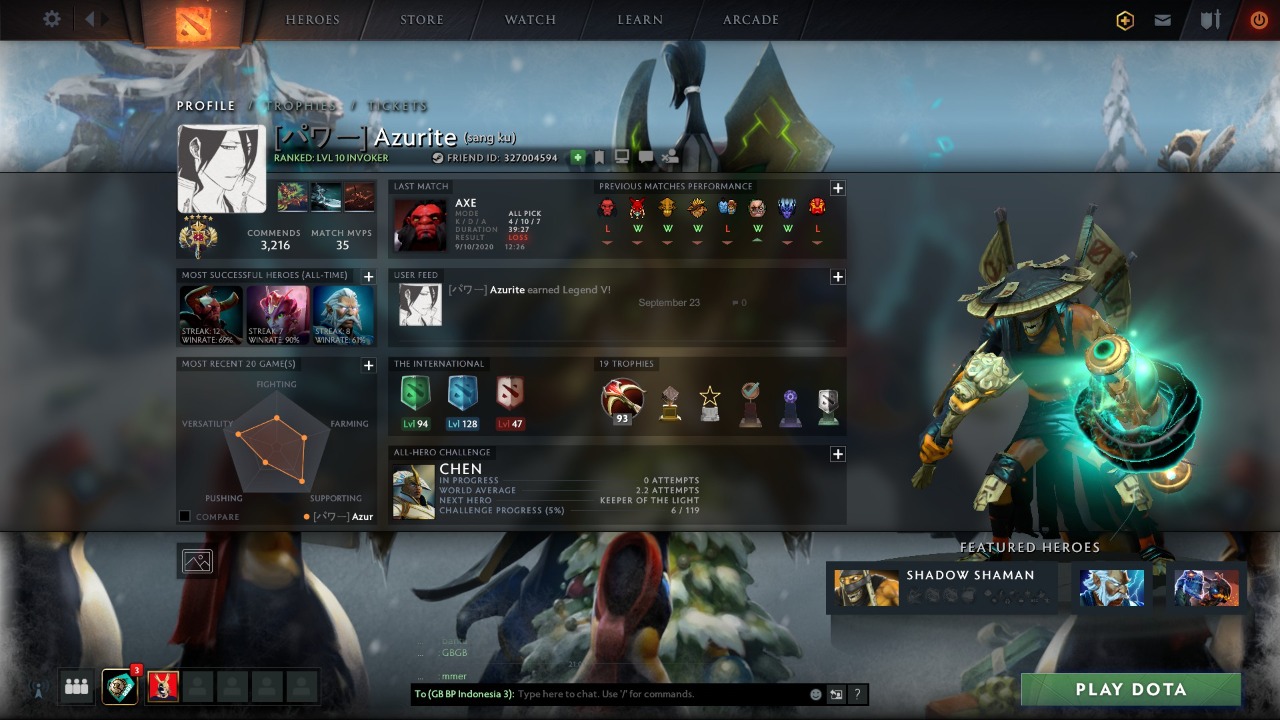 HEROES STORE WATCH LEARN ARCADE
PROFILE / TROPHIES / TICKETS
[パワー] Azurite (sang ku)
RANKED: LVL 10 INVOKER
FRIEND ID: 327004594
COMMENDS MATCH MVPS
3,216 35
LAST MATCH
AXE
MODE ALL PICK
K / D / A 4 / 10 / 7
DURATION 39:27
RESULT LOSS
9/10/2020 12:26
PREVIOUS MATCHES PERFORMANCE
L W W W L W W L
MOST SUCCESSFUL HEROES (ALL-TIME)
STREAK: 12 STREAK: 7 STREAK: 8
WINRATE: 69% WINRATE: 90% WINRATE: 61%
USER FEED
[パワー] Azurite earned Legend V!
September 23 0
MOST RECENT 20 GAME(S)
FIGHTING
VERSATILITY FARMING
PUSHING SUPPORTING
COMPARE [パワー] Azur
THE INTERNATIONAL
Lvl 94 Lvl 128 Lvl 47
19 TROPHIES
93
ALL-HERO CHALLENGE
CHEN
IN PROGRESS 0 ATTEMPTS
WORLD AVERAGE 2.2 ATTEMPTS
NEXT HERO KEEPER OF THE LIGHT
CHALLENGE PROGRESS (5%) 6 / 119
FEATURED HEROES
SHADOW SHAMAN
... : GBGB
... : mmer
3
To (GB BP Indonesia 3): Type here to chat. Use '/' for commands.
?
PLAY DOTA